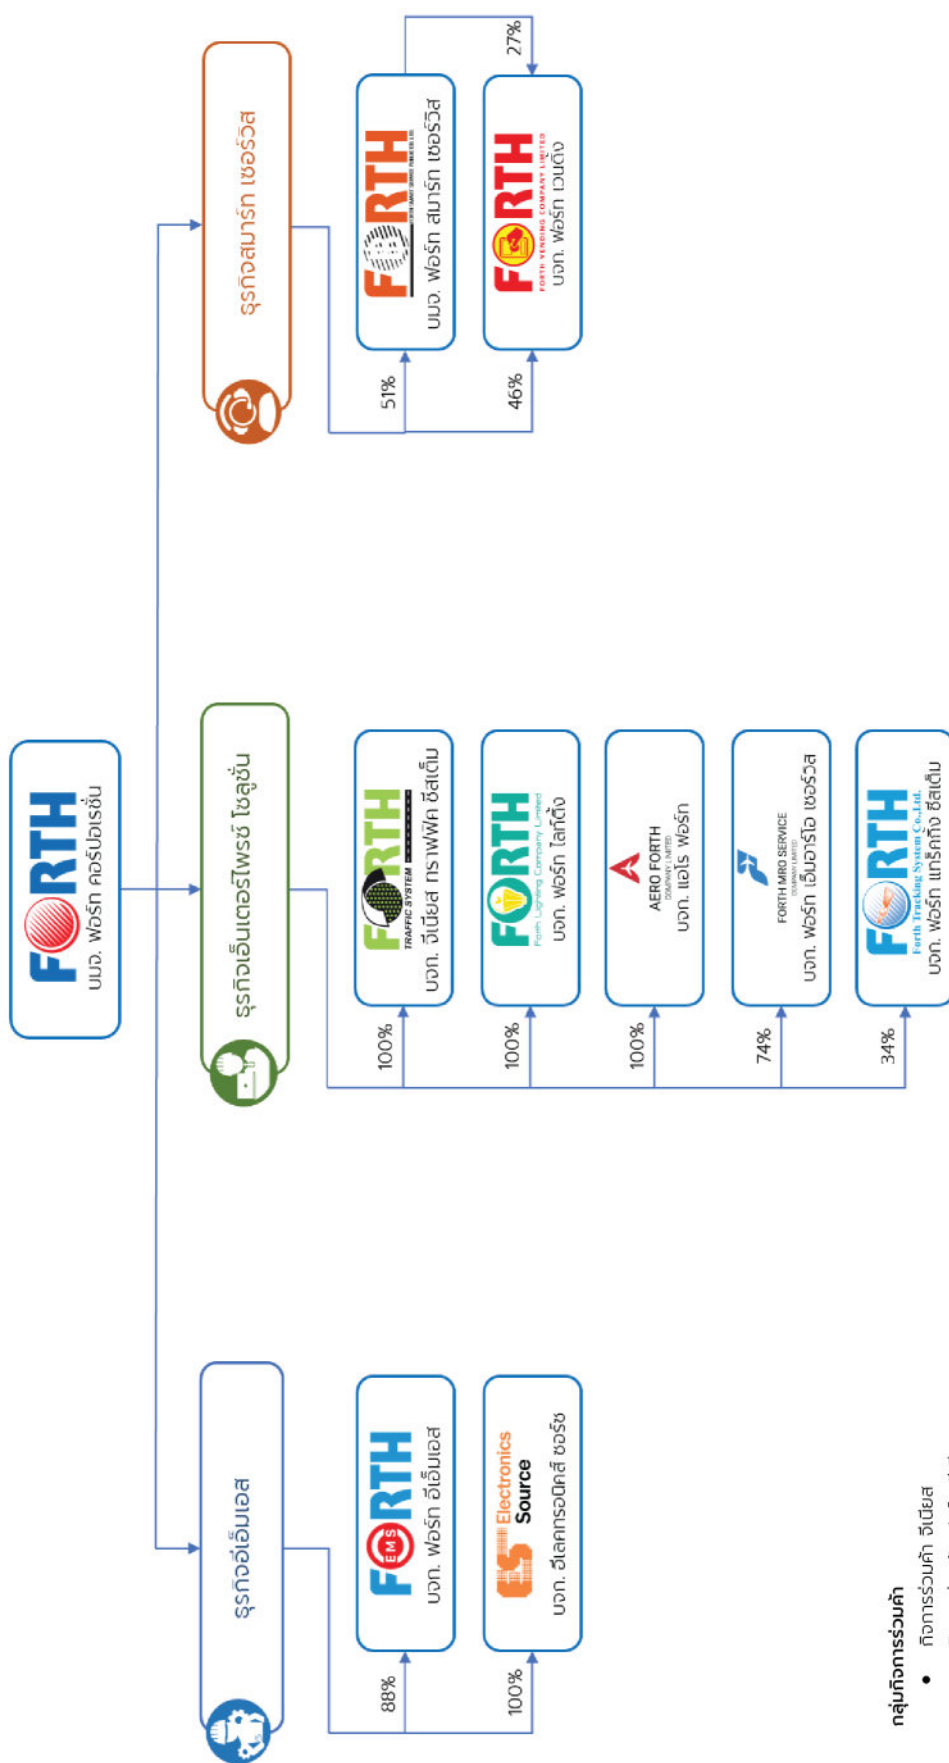 FORTH
บมจ. ฟอร์ท คอร์ปอเรชั่น
ธุรกิจอีเอ็มเอส
88%
FORTH
EMS
บจก. ฟอร์ท อีเอ็มเอส
100%
ES Electronics
Source
บจก. อีเลคทรอนิคส์ ซอร์ซ
ธุรกิจเอ็นเตอร์ไพรซ์ โซลูชั่น
100%
FORTH
TRAFFIC SYSTEM
บจก. จีเนียส ทราฟฟิค ซีสเต็ม
100%
FORTH
Forth Lighting Company Limited
บจก. ฟอร์ท ไลท์ติ้ง
100%
AERO FORTH
COMPANY LIMITED
บจก. แอโร ฟอร์ท
74%
FORTH MRO SERVICE
COMPANY LIMITED
บจก. ฟอร์ท เอ็มอาร์โอ เซอร์วิส
34%
FORTH
Forth Tracking System Co.,Ltd.
บจก. ฟอร์ท แทร็คกิ้ง ซีสเต็ม
ธุรกิจสมาร์ท เซอร์วิส
51%
FORTH
บมจ. ฟอร์ท สมาร์ท เซอร์วิส
46%
27%
FORTH
FORTH VENDING COMPANY LIMITED
บจก. ฟอร์ท เวนดิ้ง
กลุ่มกิจการร่วมค้า
• กิจการร่วมค้า จีเนียส